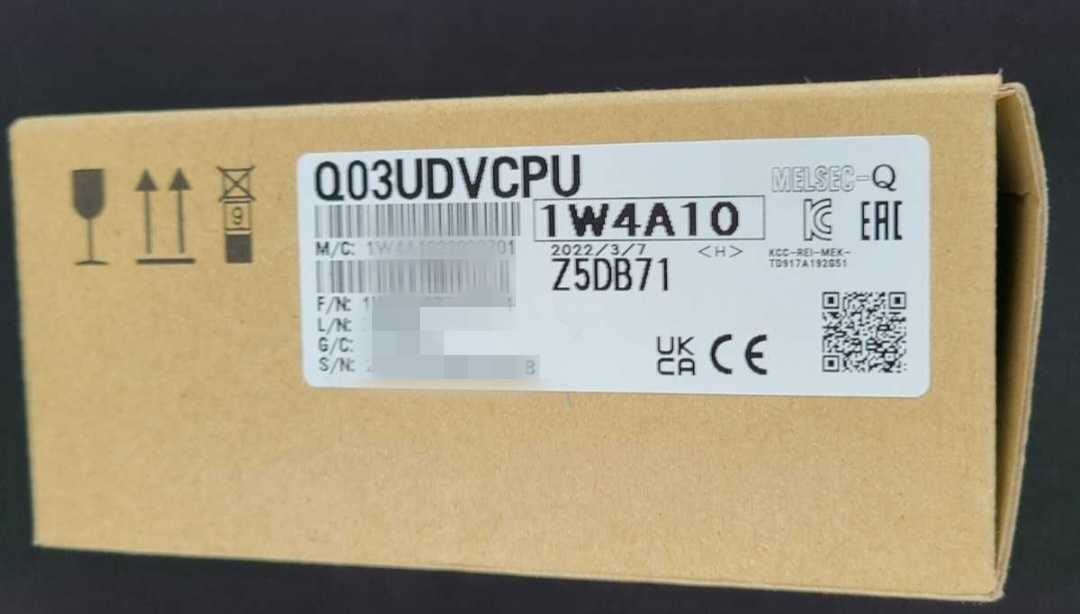 Q03UDVCPU
MELSEC-Q
1W4A10
EAC
M/C:
2022/3/7 <H>
KCC-REI-MEK-
TD917A192G51
Z5DB71
F/N:
L/N:
G/C:
S/N:
UK
CA
CE
9